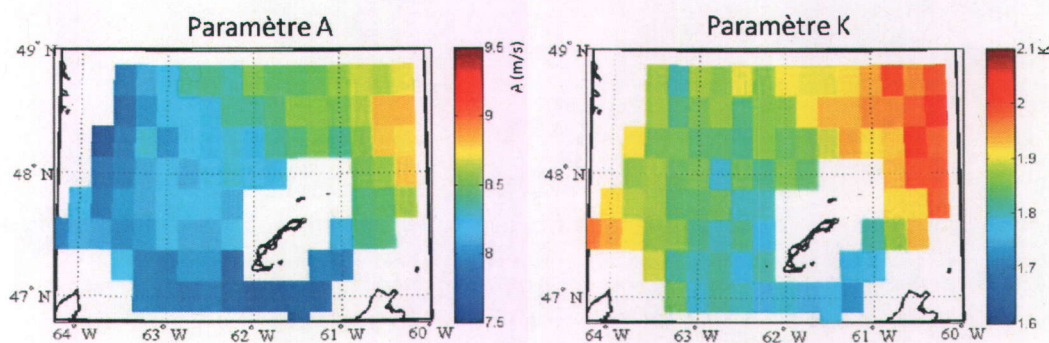 Paramètre A
49° N
48° N
47° N
64° W
63° W
62° W
61° W
60° W
9.5
9
8.5
8
7.5
A (m/s)
Paramètre K
49° N
48° N
47° N
64° W
63° W
62° W
61° W
60° W
2.1
2
1.9
1.8
1.7
1.6
K